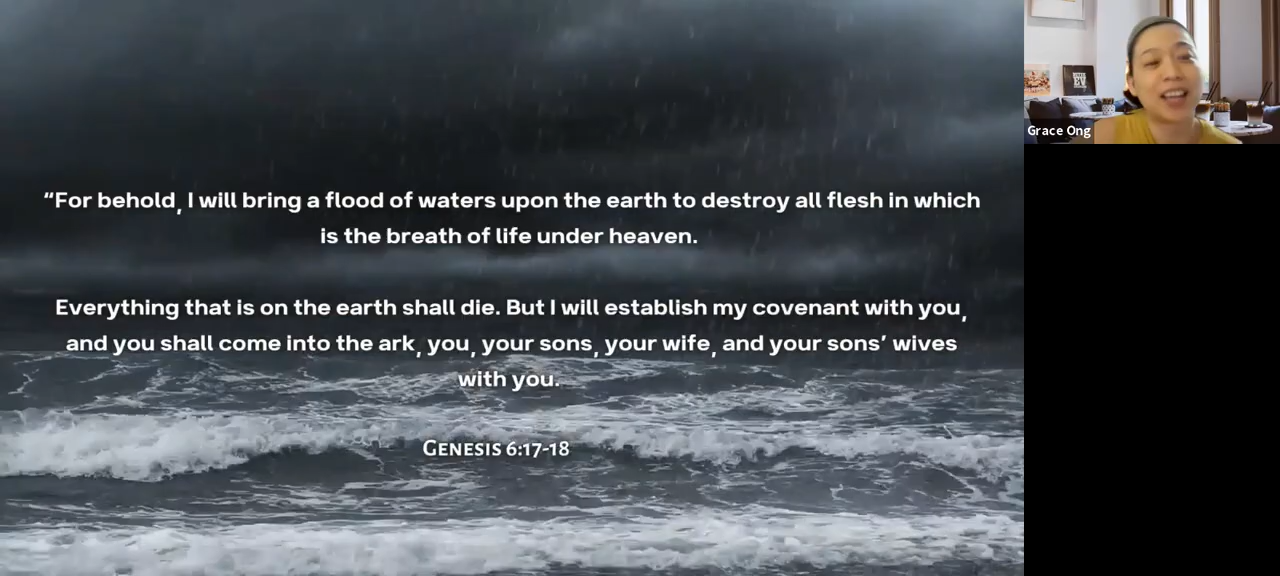 “For behold, I will bring a flood of waters upon the earth to destroy all flesh in which
is the breath of life under heaven.
Everything that is on the earth shall die. But I will establish my covenant with you,
and you shall come into the ark, you, your sons, your wife, and your sons’ wives
with you.
Genesis 6:17-18
Grace Ong